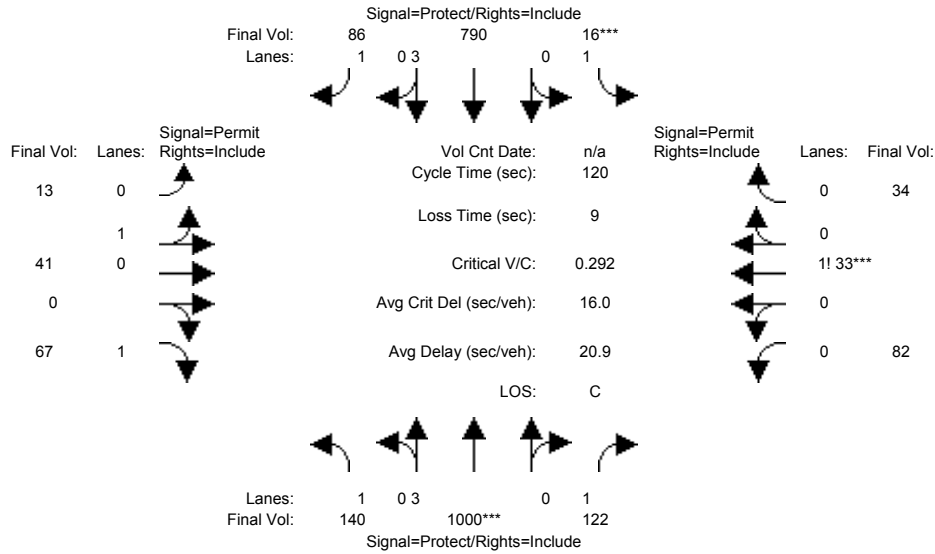 Signal=Protect/Rights=Include
Final Vol: 86 790 16***
Lanes: 1 0 3 0 1
Signal=Permit Signal=Permit
Final Vol: Lanes: Rights=Include Vol Cnt Date: n/a Rights=Include Lanes: Final Vol:
Cycle Time (sec): 120
13 0 0 34
Loss Time (sec): 9
1 0
41 0 Critical V/C: 0.292 1! 33***
0 Avg Crit Del (sec/veh): 16.0 0
67 1 Avg Delay (sec/veh): 20.9 0 82
LOS: C
Lanes: 1 0 3 0 1
Final Vol: 140 1000*** 122
Signal=Protect/Rights=Include